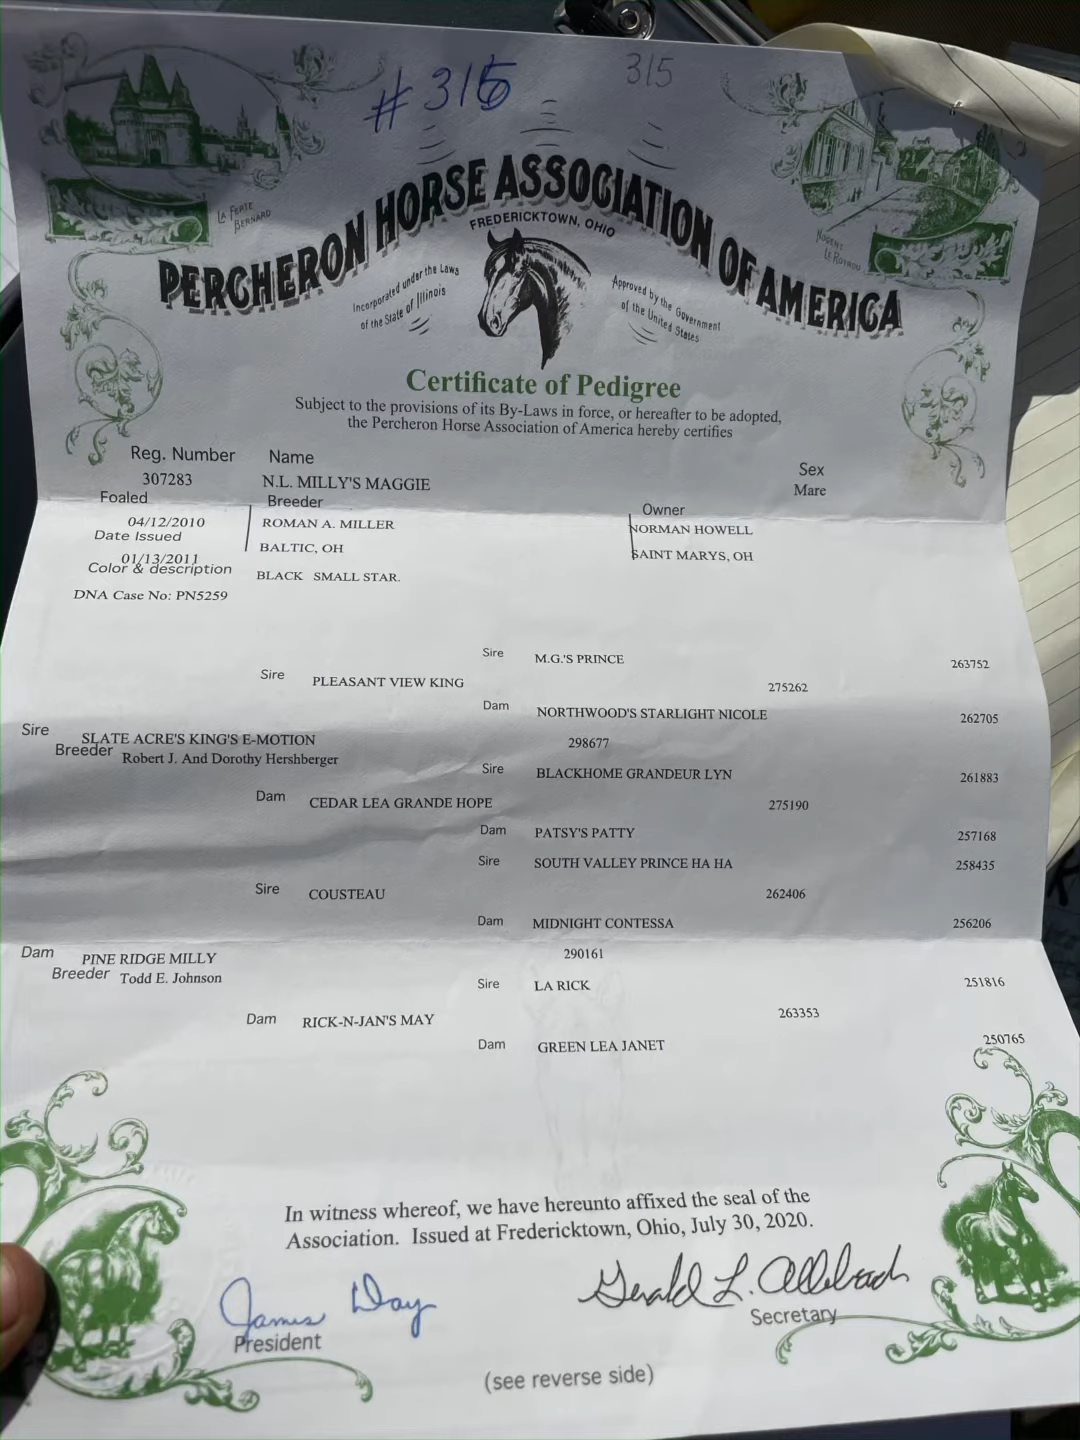 #315 315
PERCHERON HORSE ASSOCIATION OF AMERICA
FREDERICKTOWN, OHIO
LA FERTE
BERNARD
NOGENT
LE ROTROU
Incorporated under the Laws
of the State of Illinois
Approved by the Government
of the United States
Certificate of Pedigree
Subject to the provisions of its By-Laws in force, or hereafter to be adopted,
the Percheron Horse Association of America hereby certifies
Reg. Number Name Sex
307283 N.L. MILLY'S MAGGIE Mare
Foaled Breeder Owner
04/12/2010 ROMAN A. MILLER NORMAN HOWELL
Date Issued BALTIC, OH SAINT MARYS, OH
01/13/2011
Color & description BLACK SMALL STAR.
DNA Case No: PN5259
Sire M.G.'S PRINCE 263752
Sire PLEASANT VIEW KING 275262
Dam NORTHWOOD'S STARLIGHT NICOLE 262705
Sire SLATE ACRE'S KING'S E-MOTION 298677
Breeder Robert J. And Dorothy Hershberger
Sire BLACKHOME GRANDEUR LYN 261883
Dam CEDAR LEA GRANDE HOPE 275190
Dam PATSY'S PATTY 257168
Sire SOUTH VALLEY PRINCE HA HA 258435
Sire COUSTEAU 262406
Dam MIDNIGHT CONTESSA 256206
Dam PINE RIDGE MILLY 290161
Breeder Todd E. Johnson
Sire LA RICK 251816
Dam RICK-N-JAN'S MAY 263353
Dam GREEN LEA JANET 250765
In witness whereof, we have hereunto affixed the seal of the
Association. Issued at Fredericktown, Ohio, July 30, 2020.
James Day Gerald L. Allebach
President Secretary
(see reverse side)